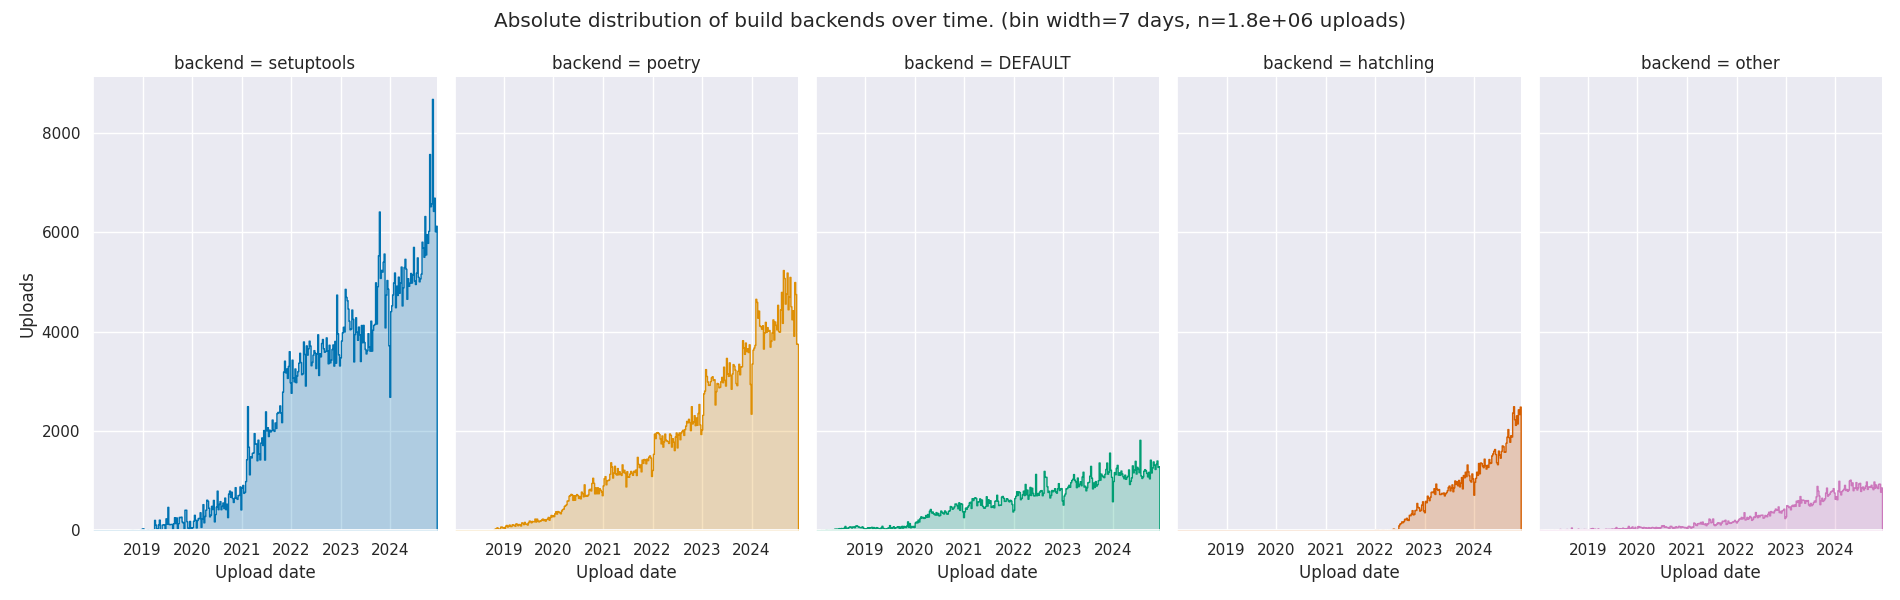 Absolute distribution of build backends over time. (bin width=7 days, n=1.8e+06 uploads)
backend = setuptools
backend = poetry
backend = DEFAULT
backend = hatchling
backend = other
Uploads
8000
6000
4000
2000
0
2019 2020 2021 2022 2023 2024
2019 2020 2021 2022 2023 2024
2019 2020 2021 2022 2023 2024
2019 2020 2021 2022 2023 2024
2019 2020 2021 2022 2023 2024
Upload date
Upload date
Upload date
Upload date
Upload date